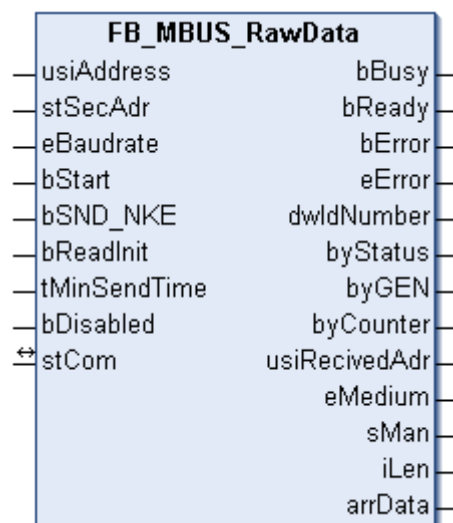 FB_MBUS_RawData
usiAddress bBusy
stSecAdr bReady
eBaudrate bError
bStart eError
bSND_NKE dwIdNumber
bReadInit byStatus
tMinSendTime byGEN
bDisabled byCounter
stCom usiRecivedAdr
eMedium
sMan
iLen
arrData